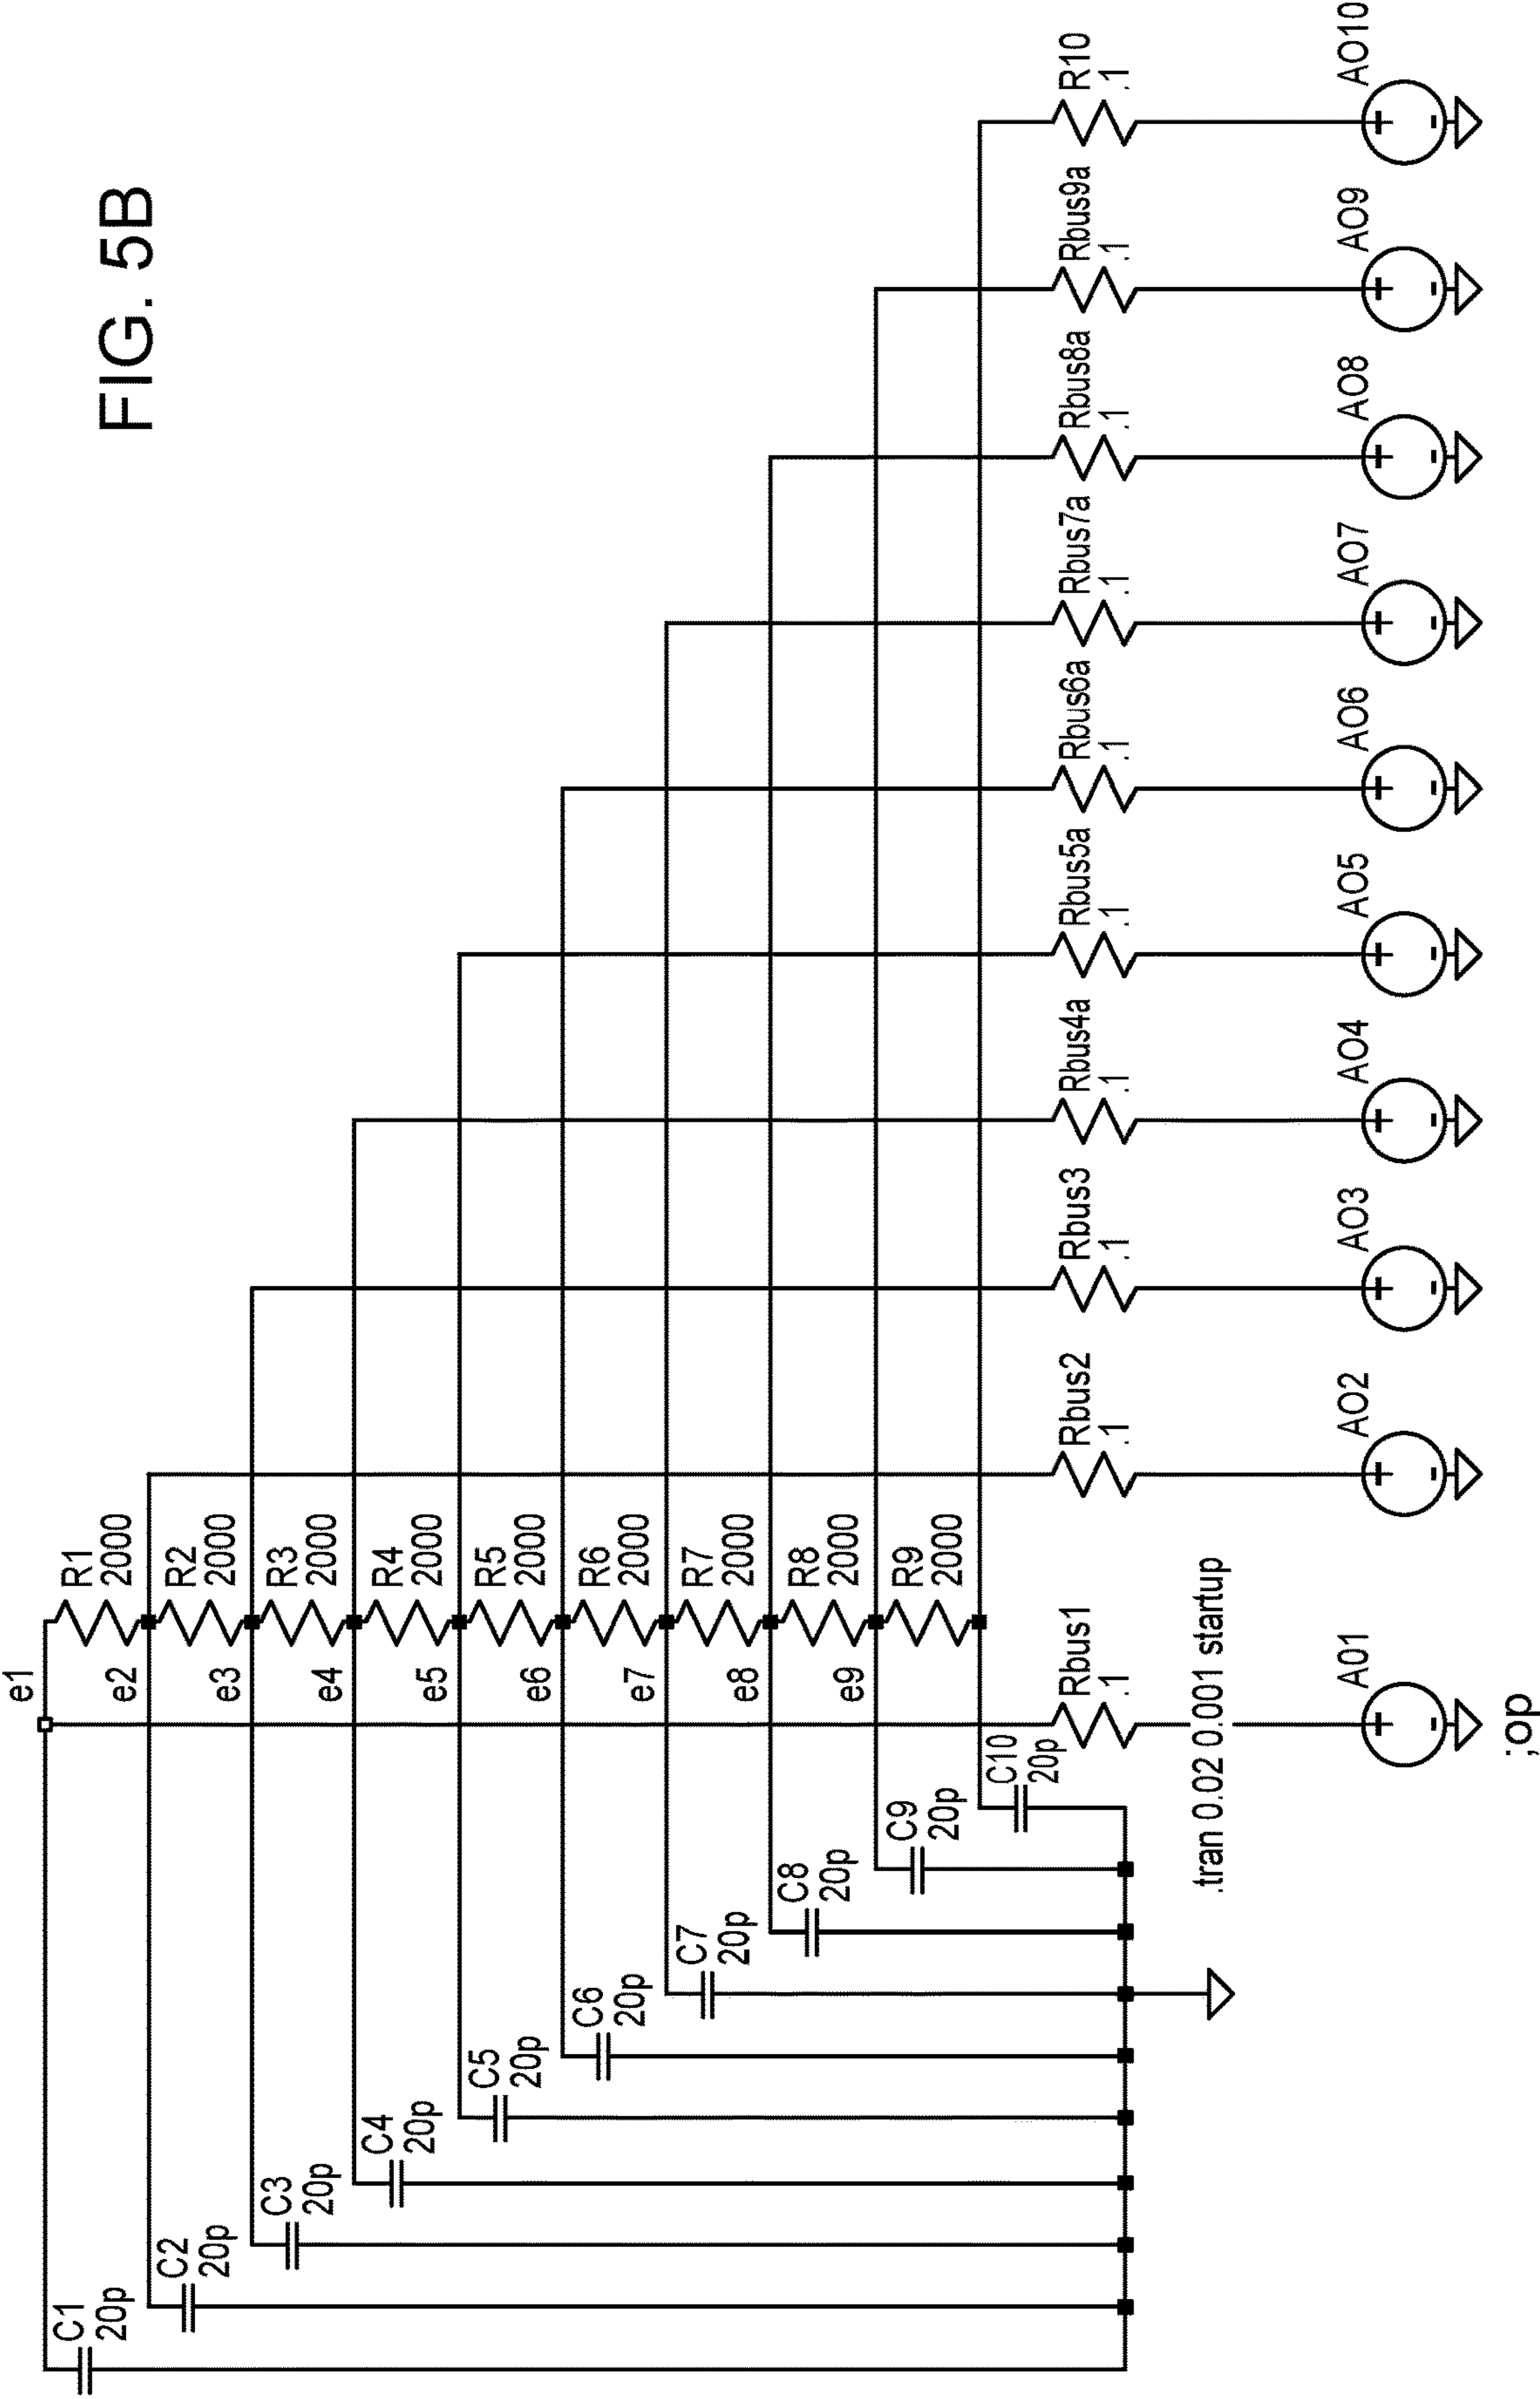 FIG. 5B
e1
R1
2000
e2
R2
2000
e3
R3
2000
e4
R4
2000
e5
R5
2000
e6
R6
2000
e7
R7
2000
e8
R8
2000
e9
R9
2000
C1
20p
C2
20p
C3
20p
C4
20p
C5
20p
C6
20p
C7
20p
C8
20p
C9
20p
C10
20p
Rbus1
.1
Rbus2
.1
Rbus3
.1
Rbus4a
.1
Rbus5a
.1
Rbus6a
.1
Rbus7a
.1
Rbus8a
.1
Rbus9a
.1
R10
.1
.tran 0.02 0.001 startup
A01
AO2
AO3
AO4
AO5
AO6
AO7
AO8
AO9
AO10
;op